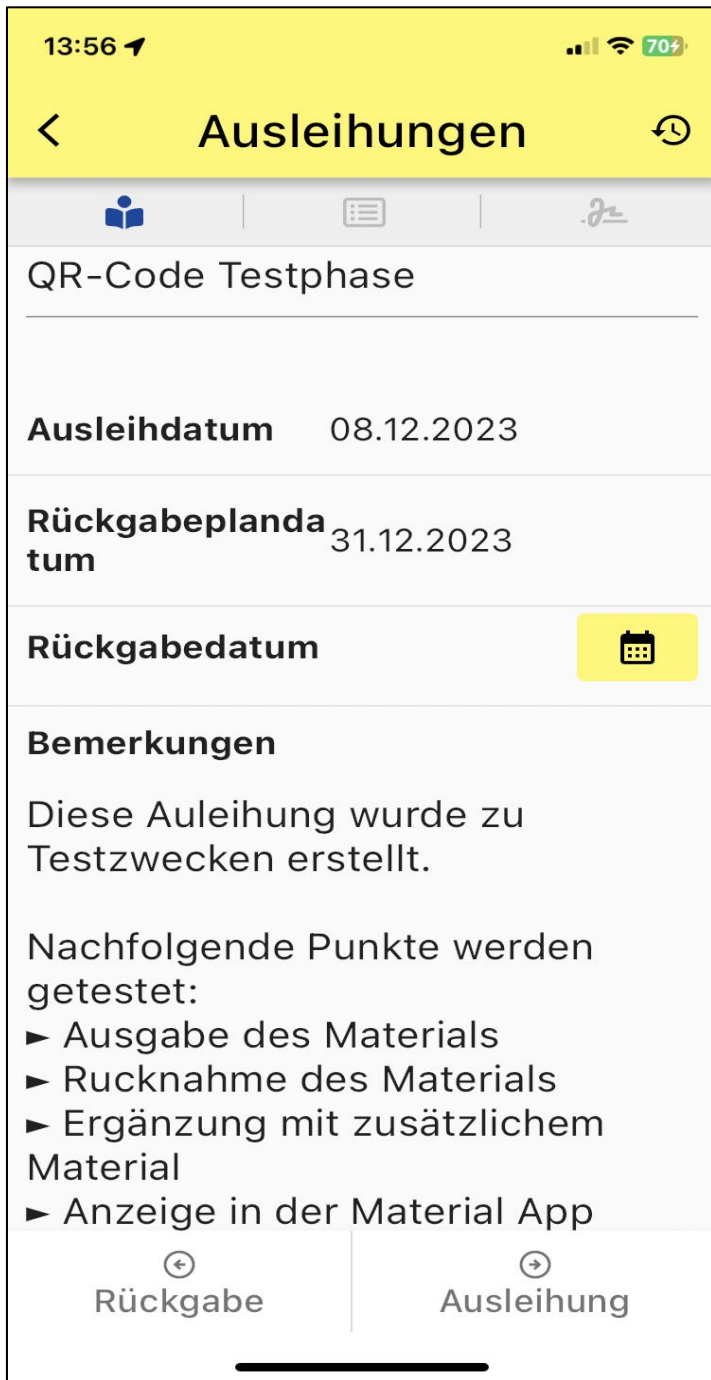 13:56
70
Ausleihungen
QR-Code Testphase
Ausleihdatum 08.12.2023
Rückgabeplanda
tum 31.12.2023
Rückgabedatum
Bemerkungen
Diese Auleihung wurde zu
Testzwecken erstellt.
Nachfolgende Punkte werden
getestet:
► Ausgabe des Materials
► Rucknahme des Materials
► Ergänzung mit zusätzlichem
Material
► Anzeige in der Material App
Rückgabe
Ausleihung